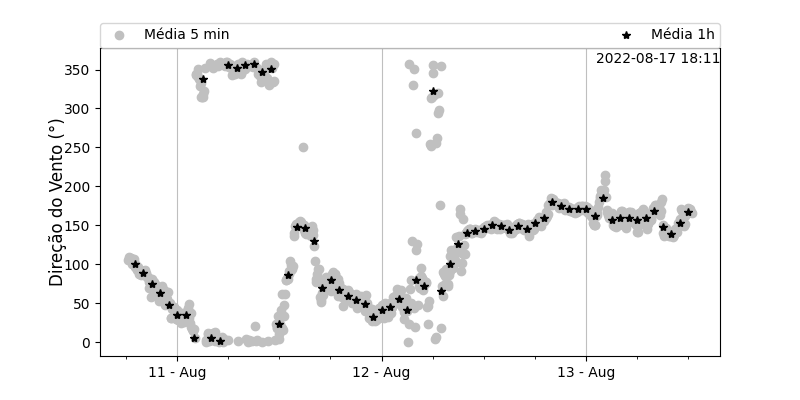 Média 5 min
Média 1h
2022-08-17 18:11
Direção do Vento (°)
350
300
250
200
150
100
50
0
11 - Aug
12 - Aug
13 - Aug